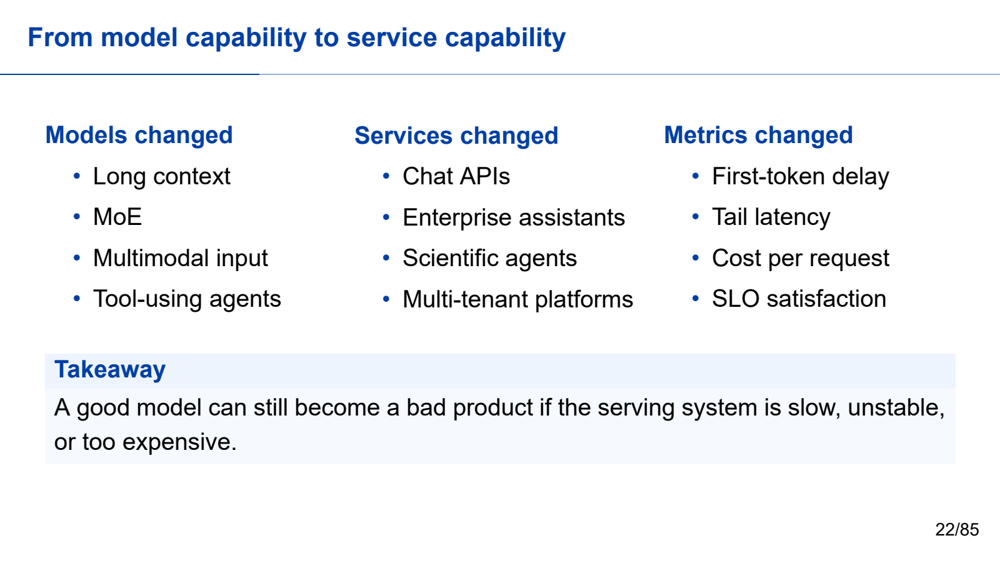 From model capability to service capability
Models changed
• Long context
• MoE
• Multimodal input
• Tool-using agents
Services changed
• Chat APIs
• Enterprise assistants
• Scientific agents
• Multi-tenant platforms
Metrics changed
• First-token delay
• Tail latency
• Cost per request
• SLO satisfaction
Takeaway
A good model can still become a bad product if the serving system is slow, unstable,
or too expensive.
22/85